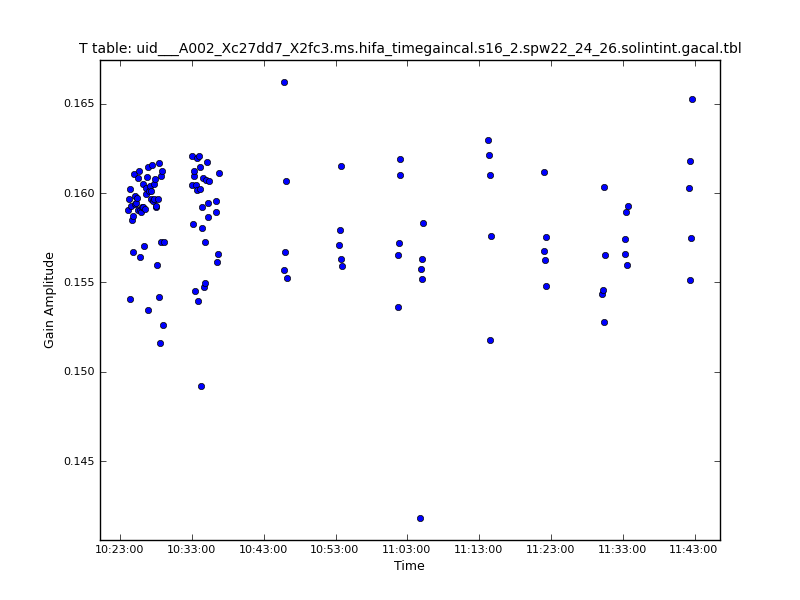 T table: uid___A002_Xc27dd7_X2fc3.ms.hifa_timegaincal.s16_2.spw22_24_26.solintint.gacal.tbl
0.165
0.160
0.155
0.150
0.145
Gain Amplitude
10:23:00 10:33:00 10:43:00 10:53:00 11:03:00 11:13:00 11:23:00 11:33:00 11:43:00
Time